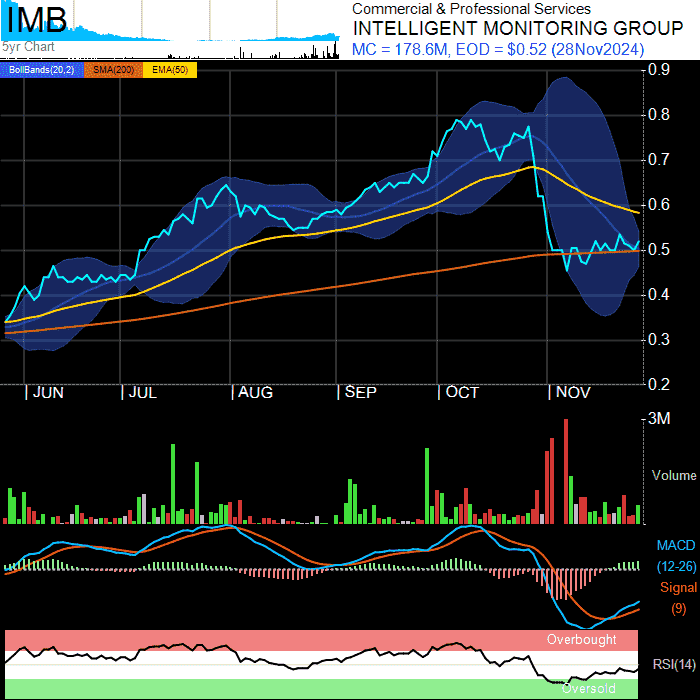 IMB
5yr Chart
Commercial & Professional Services
INTELLIGENT MONITORING GROUP
MC = 178.6M, EOD = $0.52 (28Nov2024)
BollBands(20,2) SMA(200) EMA(50)
0.9
0.8
0.7
0.6
0.5
0.4
0.3
0.2
JUN JUL AUG SEP OCT NOV
3M
Volume
MACD
(12-26)
Signal
(9)
Overbought
RSI(14)
Oversold